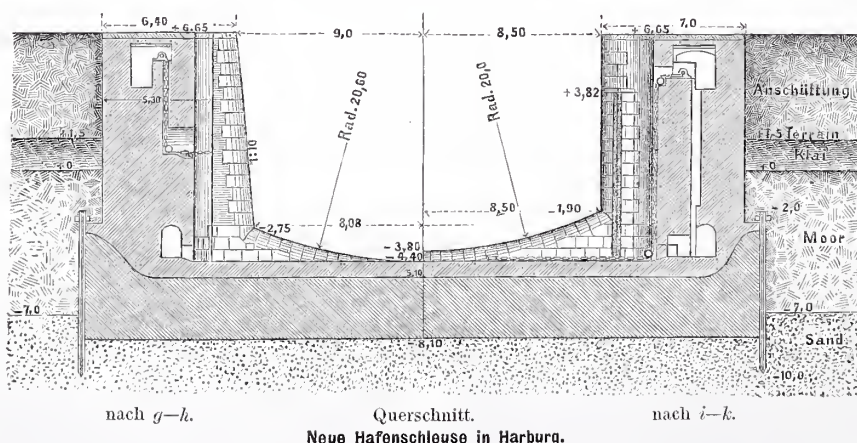 6,40 9,0 8,50 7,0
+ 6.65 + 6,65
5,30 Rad. 20,60 Rad. 20,0 + 3,82 Anschüttung
+1,5 +1,5 Terrain
1:10 Klai
±0 ±0
8,08 8,50 -1,90 -2,0
-2,75
-3,80 Moor
-4,40
5,10
-7,0 -7,0
-8,10 Sand
-10,0
nach g—h. Querschnitt. nach i—k.
Neue Hafenschleuse in Harburg.